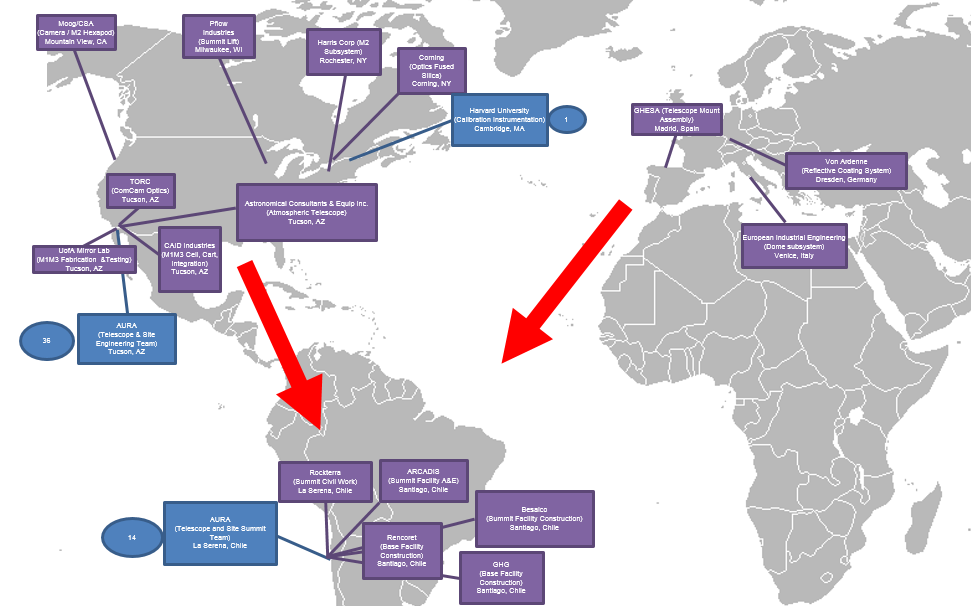 Moog/CSA
(Camera / M2 Hexapod)
Mountain View, CA
Pflow
Industries
(Summit Lift)
Milwaukee, WI
Harris Corp (M2
Subsystem)
Rochester, NY
Corning
(Optics Fused
Silica)
Corning, NY
Harvard University
(Calibration Instrumentation)
Cambridge, MA
1
GHESA (Telescope Mount
Assembly)
Madrid, Spain
Von Ardenne
(Reflective Coating System)
Dresden, Germany
TORC
(ComCam Optics)
Tucson, AZ
Astronomical Consultants & Equip Inc.
(Atmospheric Telescope)
Tucson, AZ
UofA Mirror Lab
(M1M3 Fabrication &Testing)
Tucson, AZ
CAID Industries
(M1M3 Cell, Cart,
Integration)
Tucson, AZ
European Industrial Engineering
(Dome subsystem)
Venice, Italy
36
AURA
(Telescope & Site
Engineering Team)
Tucson, AZ
Rockterra
(Summit Civil Work)
La Serena, Chile
ARCADIS
(Summit Facility A&E)
Santiago, Chile
Besalco
(Summit Facility Construction)
Santiago, Chile
14
AURA
(Telescope and Site Summit
Team)
La Serena, Chile
Rencoret
(Base Facility
Construction)
Santiago, Chile
GHG
(Base Facility
Construction)
Santiago, Chile